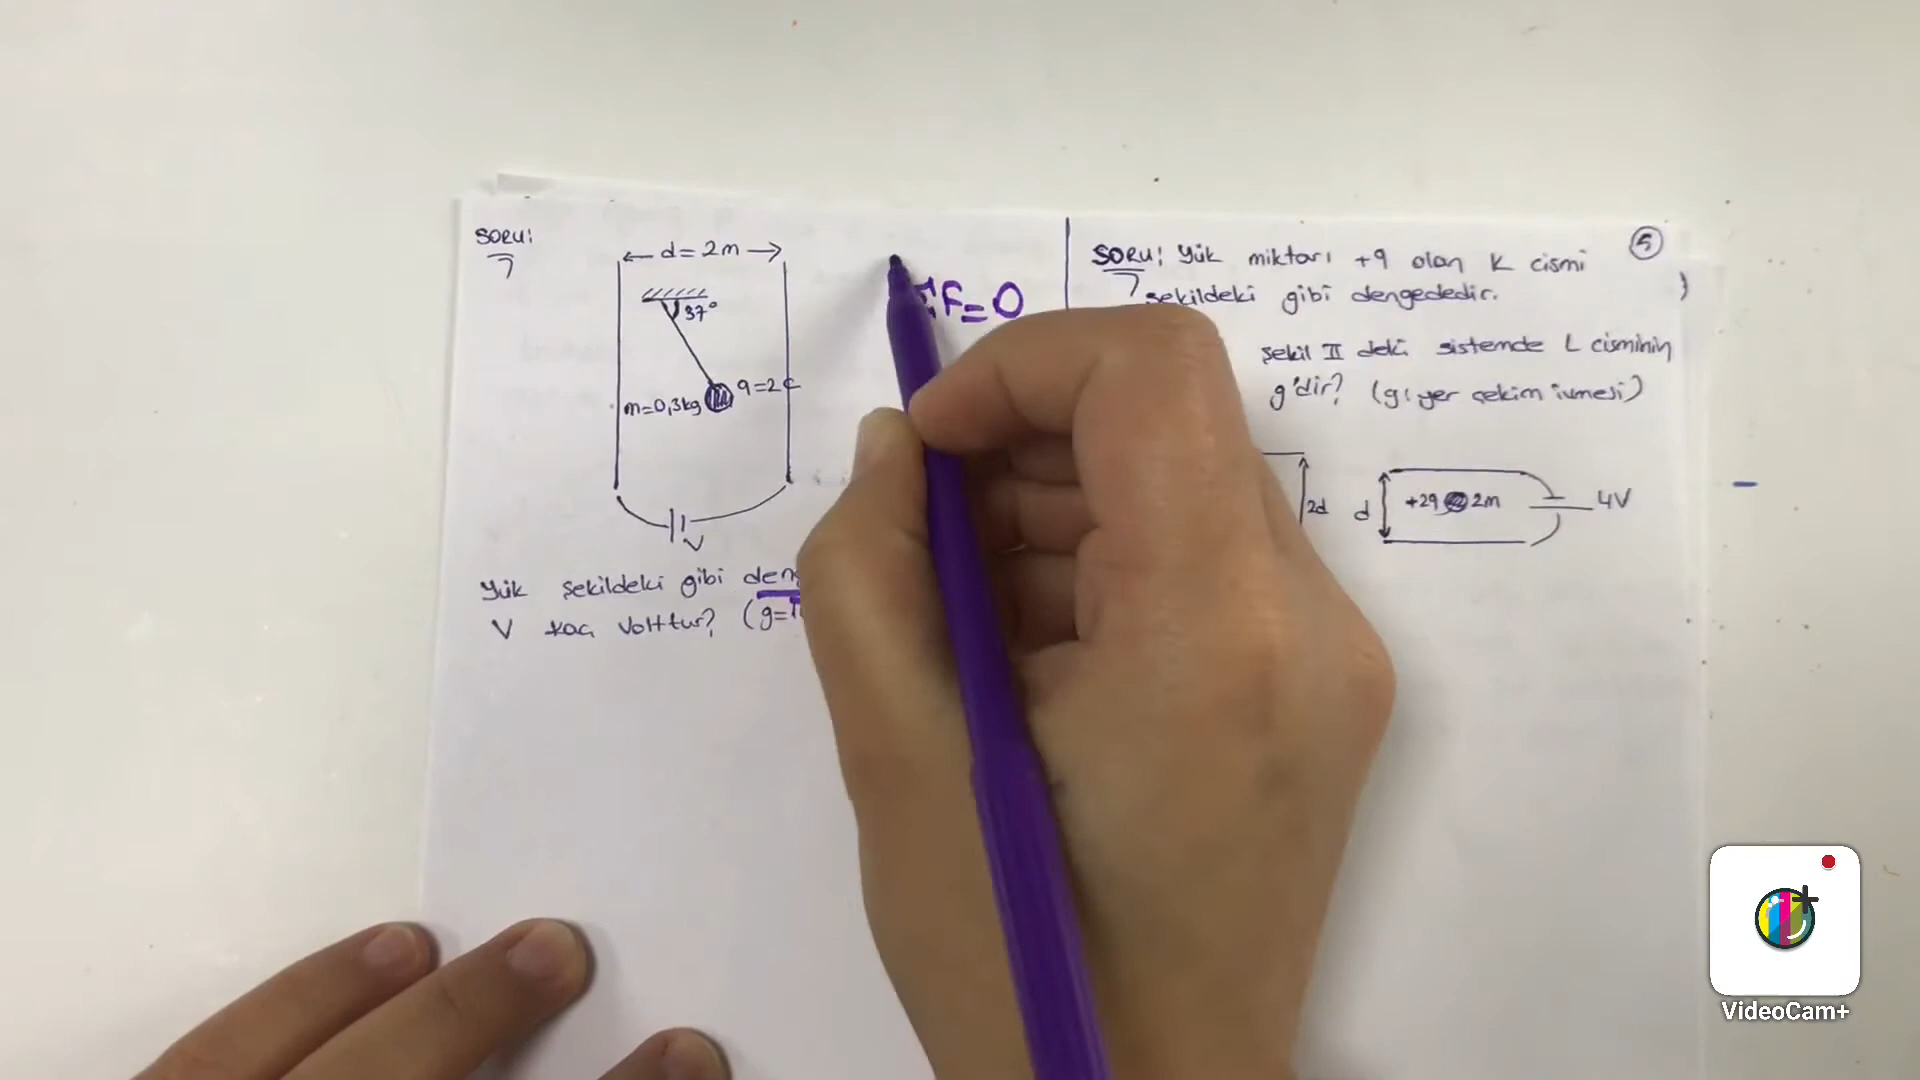 SORU:
d = 2m
37°
q=2C
m=0,3kg
V
Yük şekildeki gibi
V kaç Volttur? (g=
ΣF=0
5
SORU: Yük miktarı +q olan K cismi
şekildeki gibi dengededir.
şekil II deki sistemde L cisminin
g'dir? (g: yer çekim ivmesi)
2d
d
+2q 2m
4V
VideoCam+